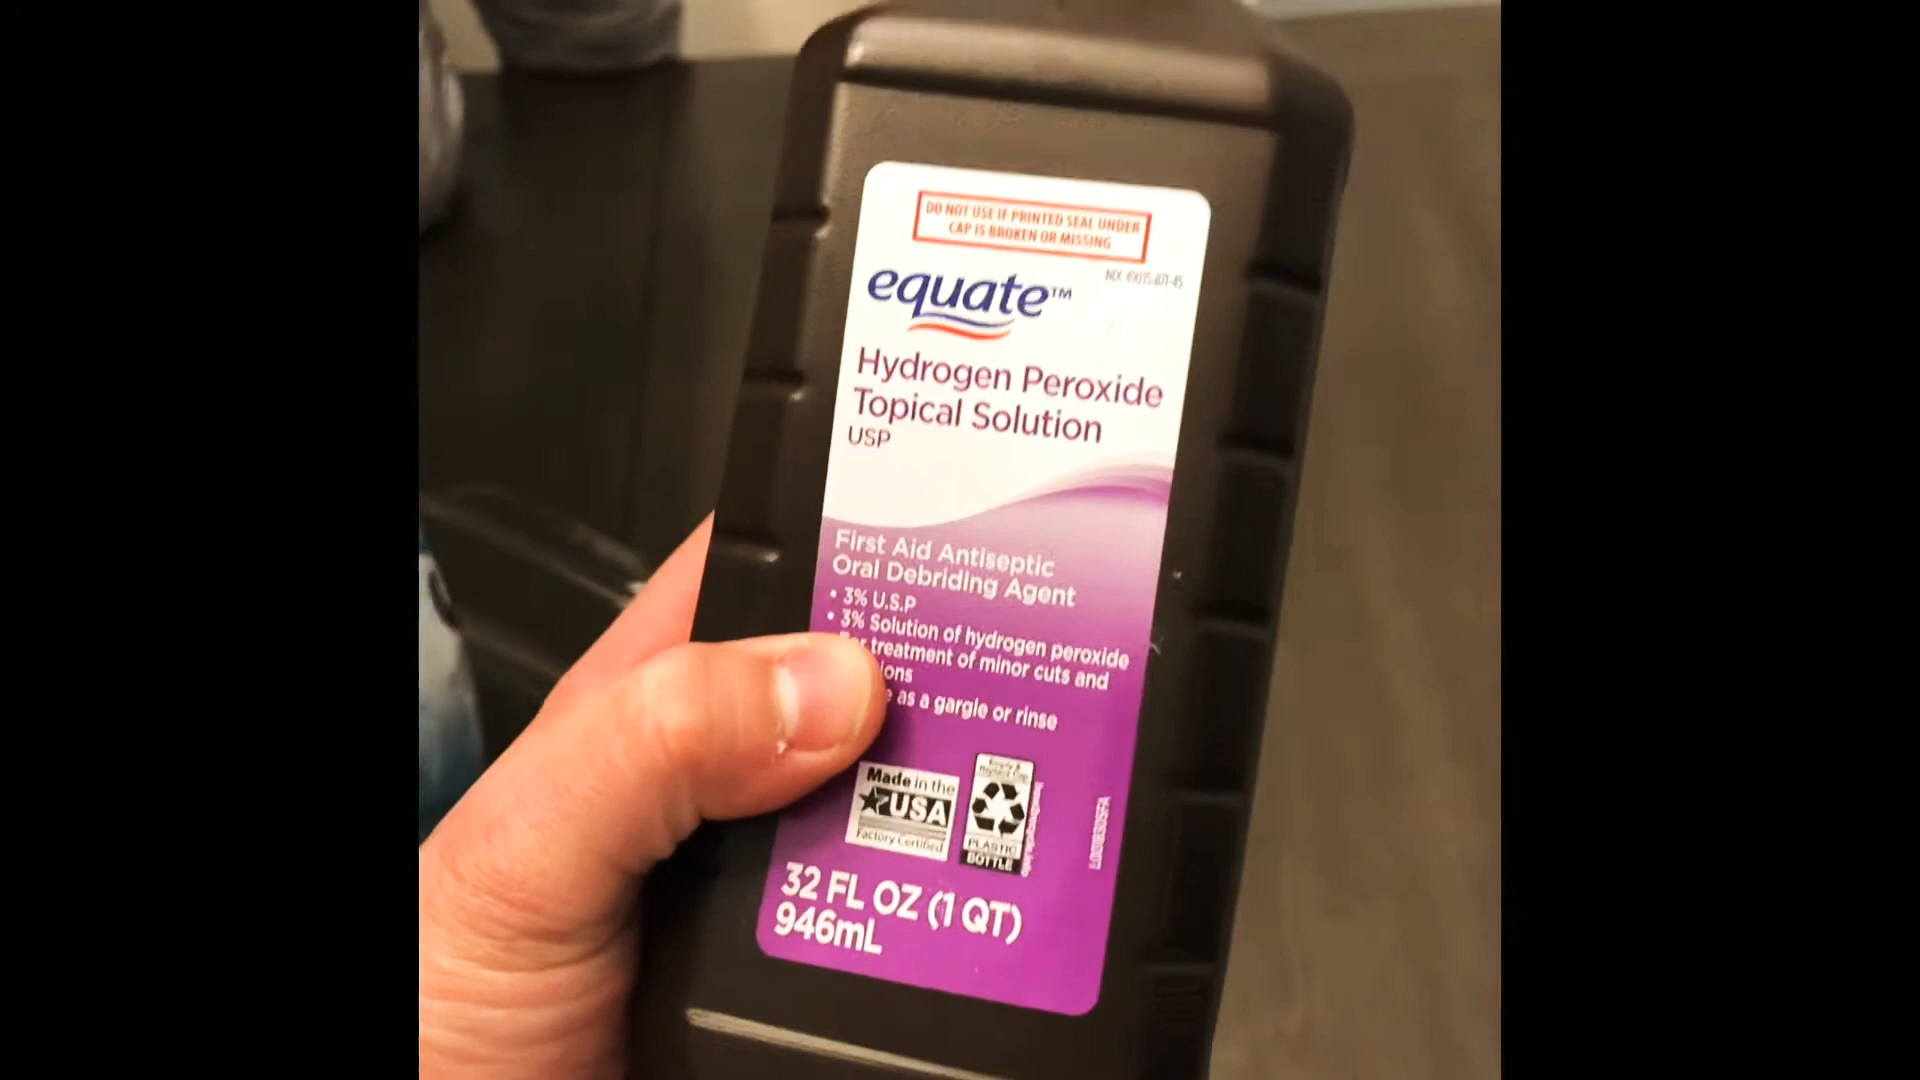 DO NOT USE IF PRINTED SEAL UNDER
CAP IS BROKEN OR MISSING
equate™
Hydrogen Peroxide
Topical Solution
USP
First Aid Antiseptic
Oral Debriding Agent
• 3% U.S.P
• 3% Solution of hydrogen peroxide
treatment of minor cuts and
as a gargle or rinse
Made in the
USA
Factory Certified
PLASTIC
BOTTLE
32 FL OZ (1 QT)
946mL